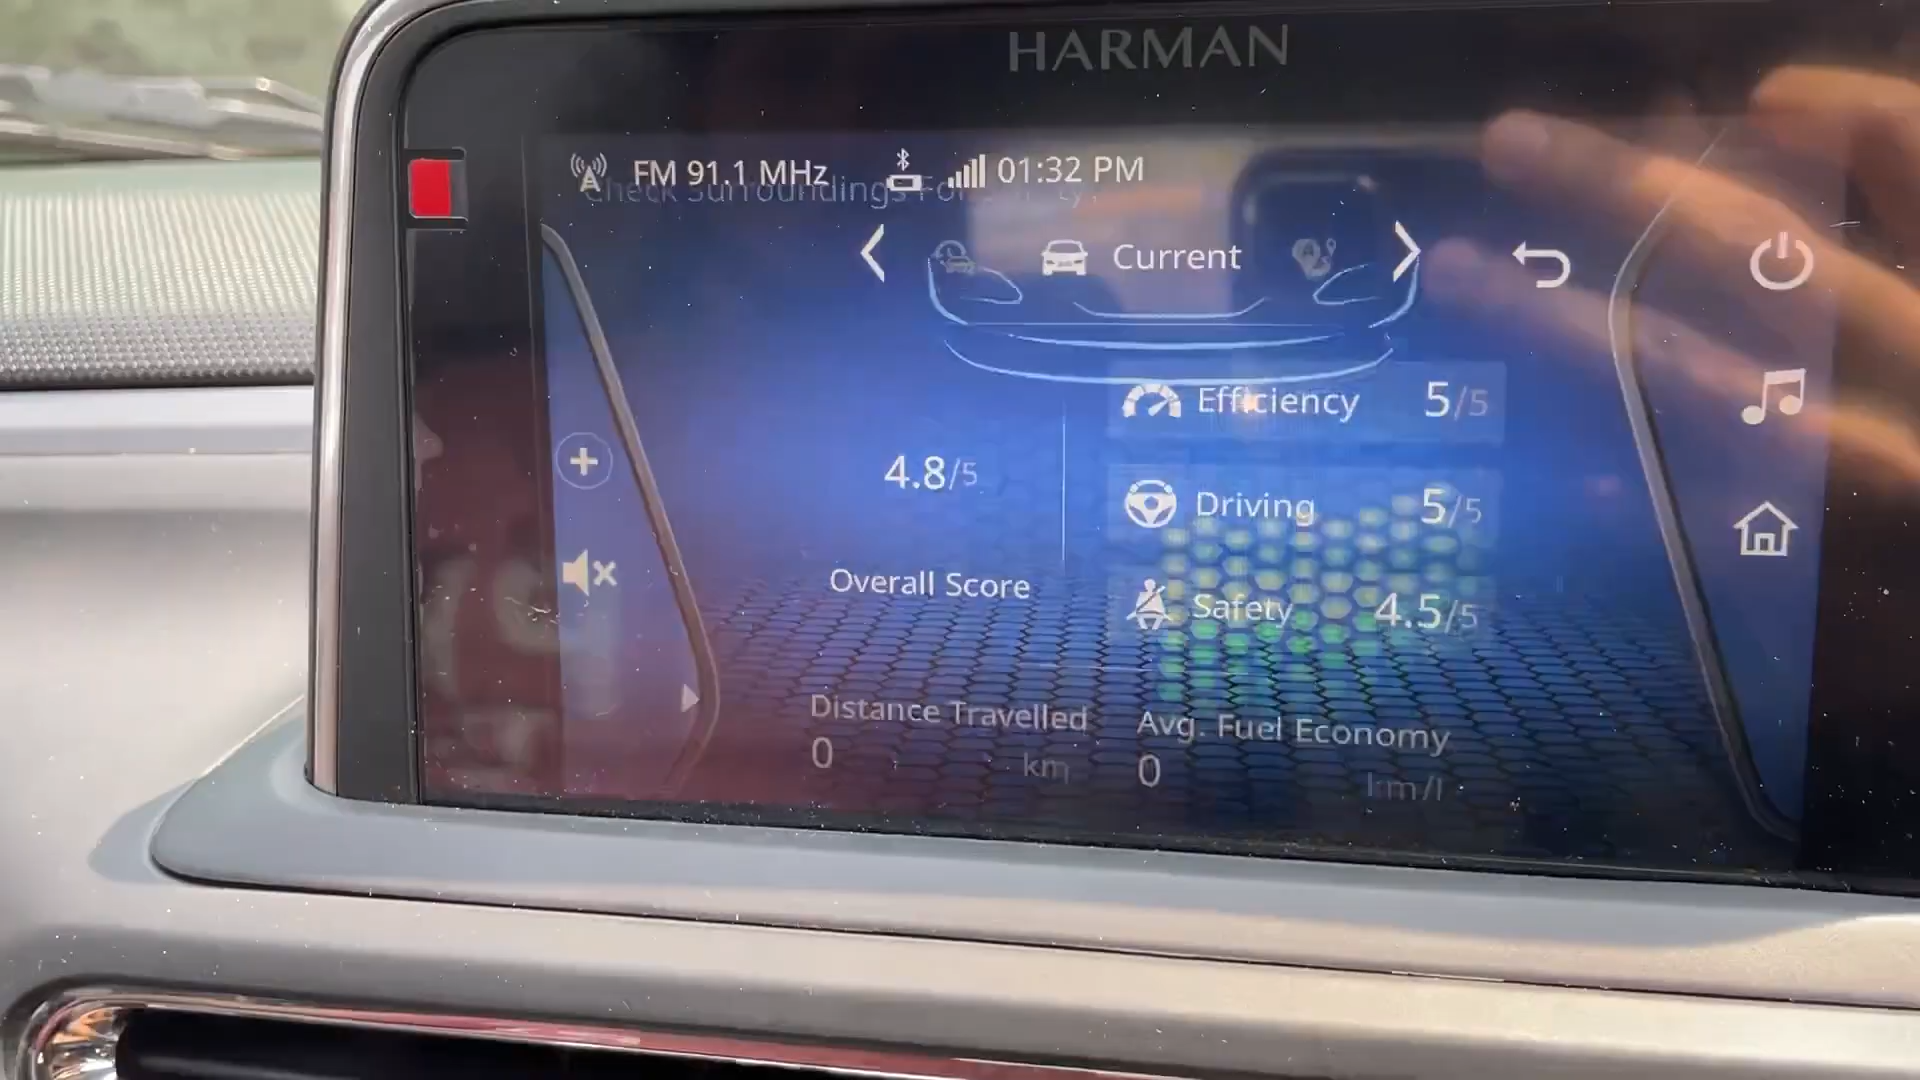 HARMAN
FM 91.1 MHz 01:32 PM
Check Surroundings For
Current
Efficiency 5/5
4.8/5
Driving 5/5
Overall Score
Safety 4.5/5
Distance Travelled Avg. Fuel Economy
0 km 0 km/l